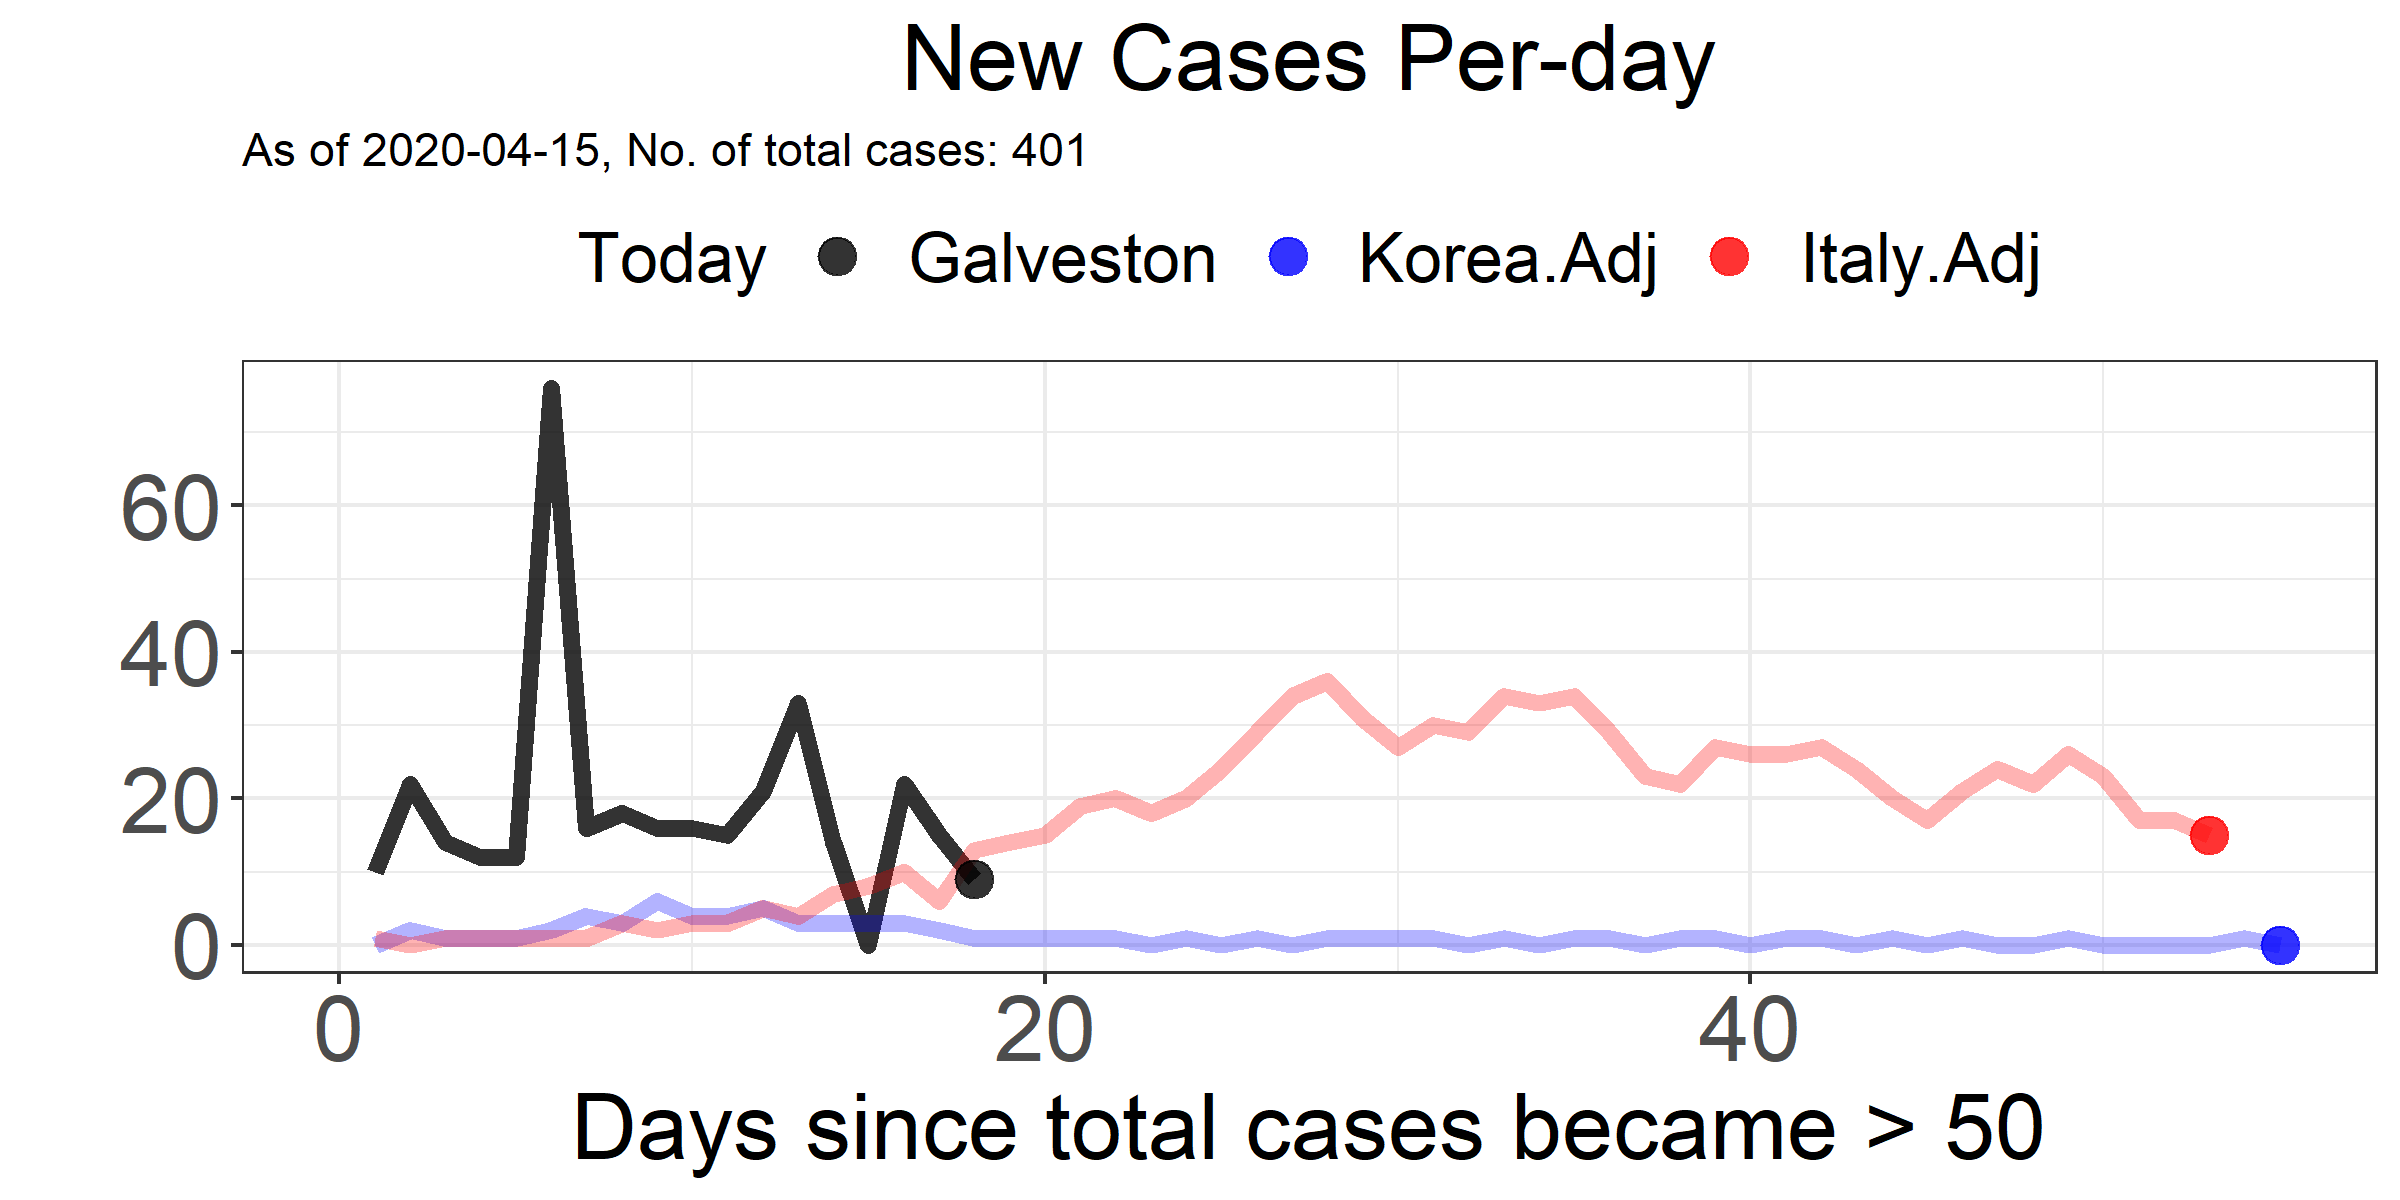 New Cases Per-day
As of 2020-04-15, No. of total cases: 401
Today Galveston Korea.Adj Italy.Adj
60
40
20
0
0 20 40
Days since total cases became > 50